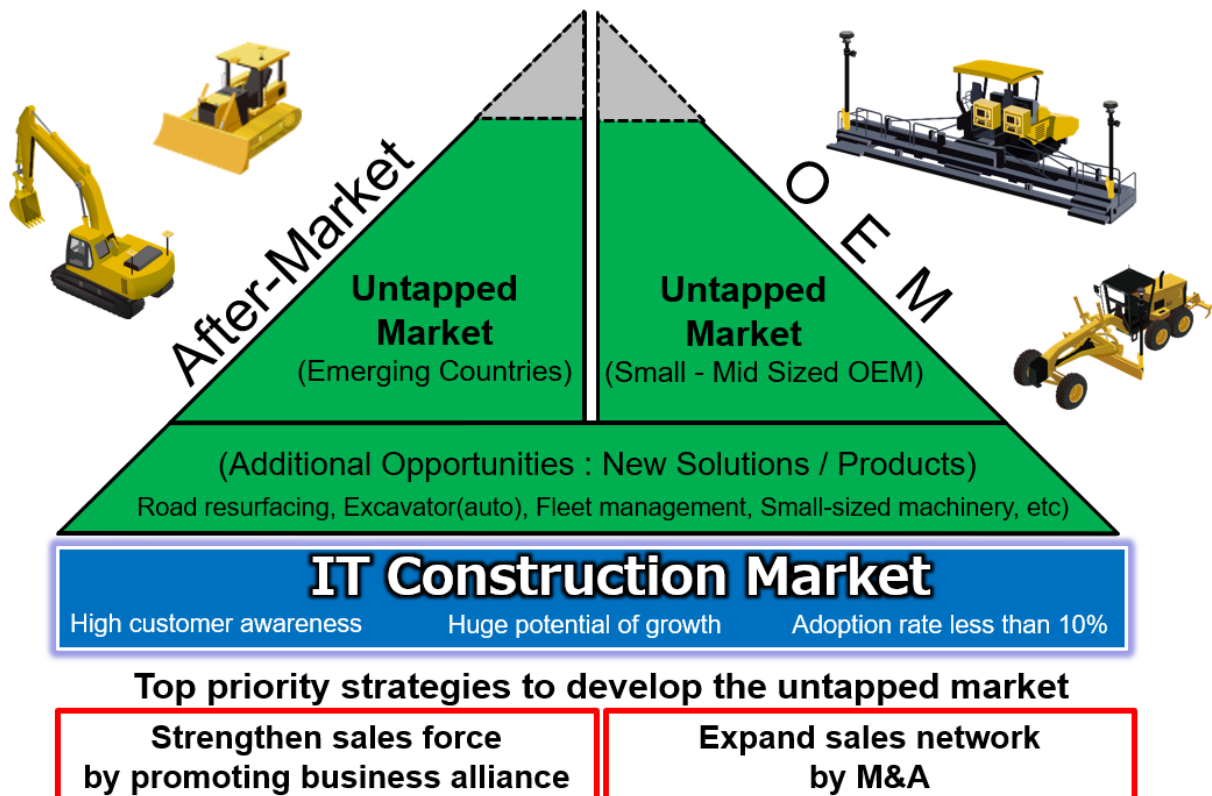 After-Market
OEM
Untapped
Market
(Emerging Countries)
Untapped
Market
(Small - Mid Sized OEM)
(Additional Opportunities : New Solutions / Products)
Road resurfacing, Excavator(auto), Fleet management, Small-sized machinery, etc)
IT Construction Market
High customer awareness
Huge potential of growth
Adoption rate less than 10%
Top priority strategies to develop the untapped market
Strengthen sales force
by promoting business alliance
Expand sales network
by M&A